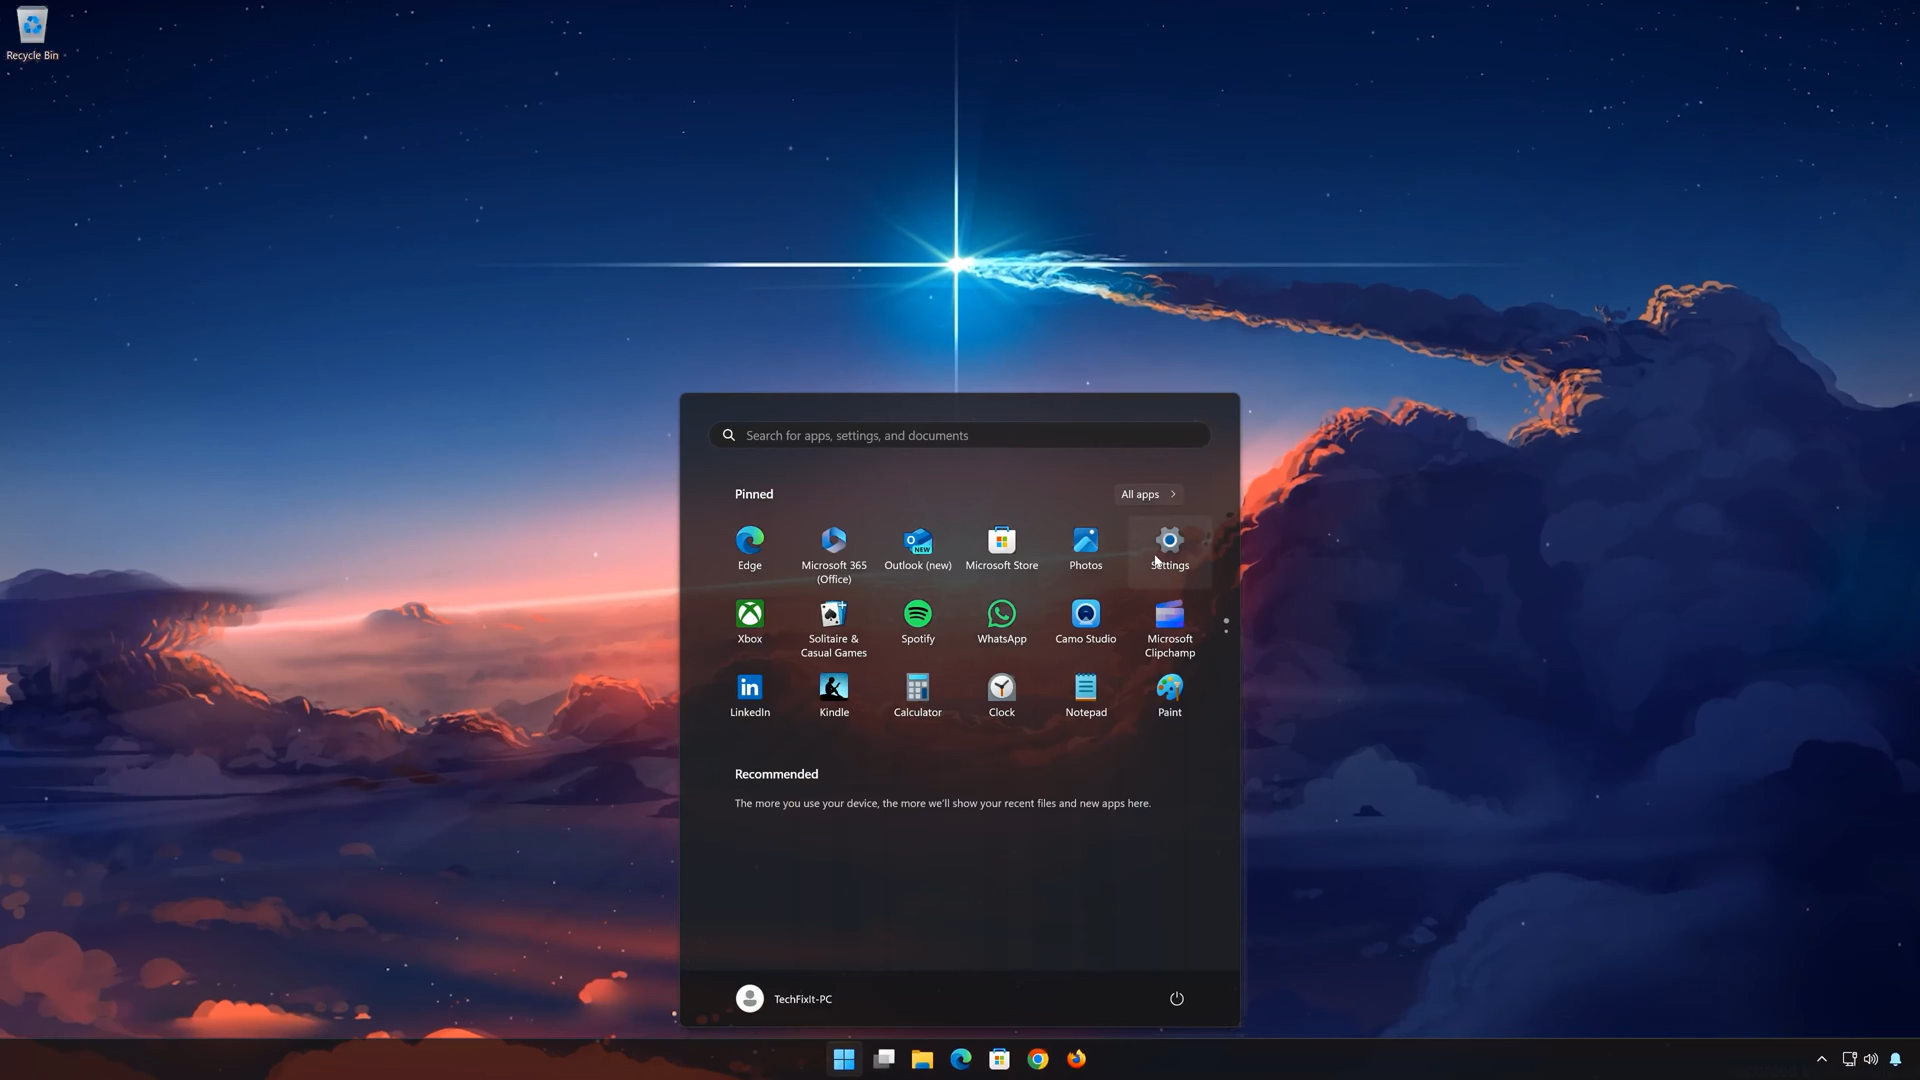 Recycle Bin
Search for apps, settings, and documents
Pinned
All apps
Edge
Microsoft 365
(Office)
Outlook (new)
Microsoft Store
Photos
Settings
Xbox
Solitaire &
Casual Games
Spotify
WhatsApp
Camo Studio
Microsoft
Clipchamp
LinkedIn
Kindle
Calculator
Clock
Notepad
Paint
Recommended
The more you use your device, the more we'll show your recent files and new apps here.
TechFixIt-PC